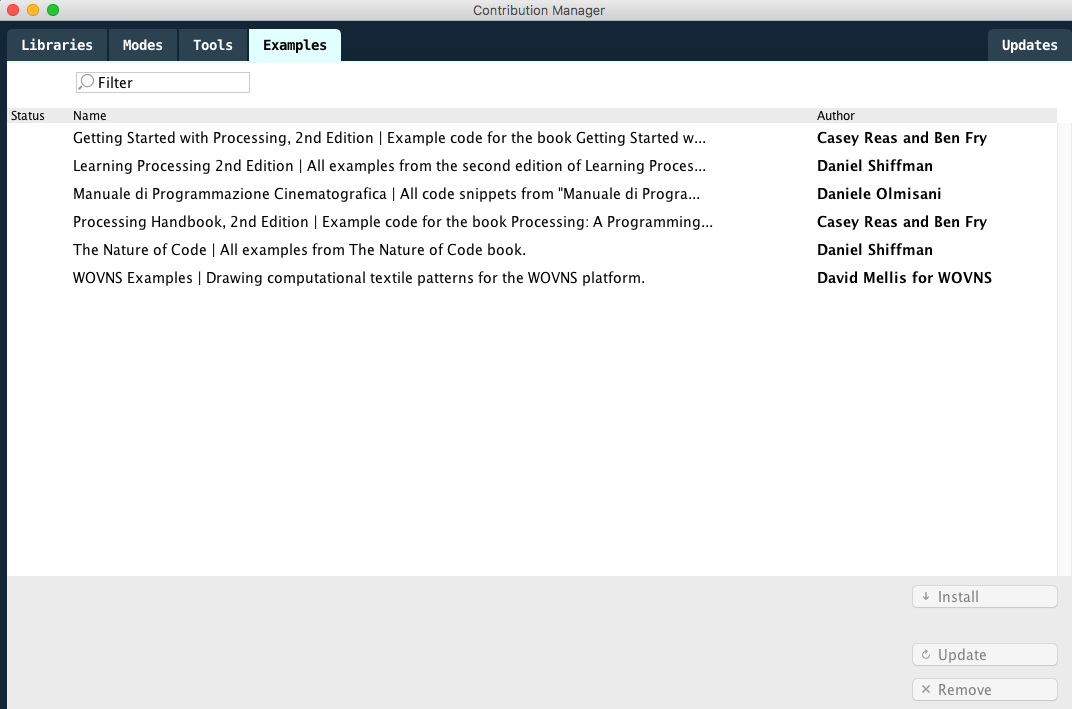 Contribution Manager
Libraries Modes Tools Examples Updates
Filter
Status Name Author
Getting Started with Processing, 2nd Edition | Example code for the book Getting Started w... Casey Reas and Ben Fry
Learning Processing 2nd Edition | All examples from the second edition of Learning Proces... Daniel Shiffman
Manuale di Programmazione Cinematografica | All code snippets from "Manuale di Progra... Daniele Olmisani
Processing Handbook, 2nd Edition | Example code for the book Processing: A Programming... Casey Reas and Ben Fry
The Nature of Code | All examples from The Nature of Code book. Daniel Shiffman
WOVNS Examples | Drawing computational textile patterns for the WOVNS platform. David Mellis for WOVNS
Install
Update
Remove